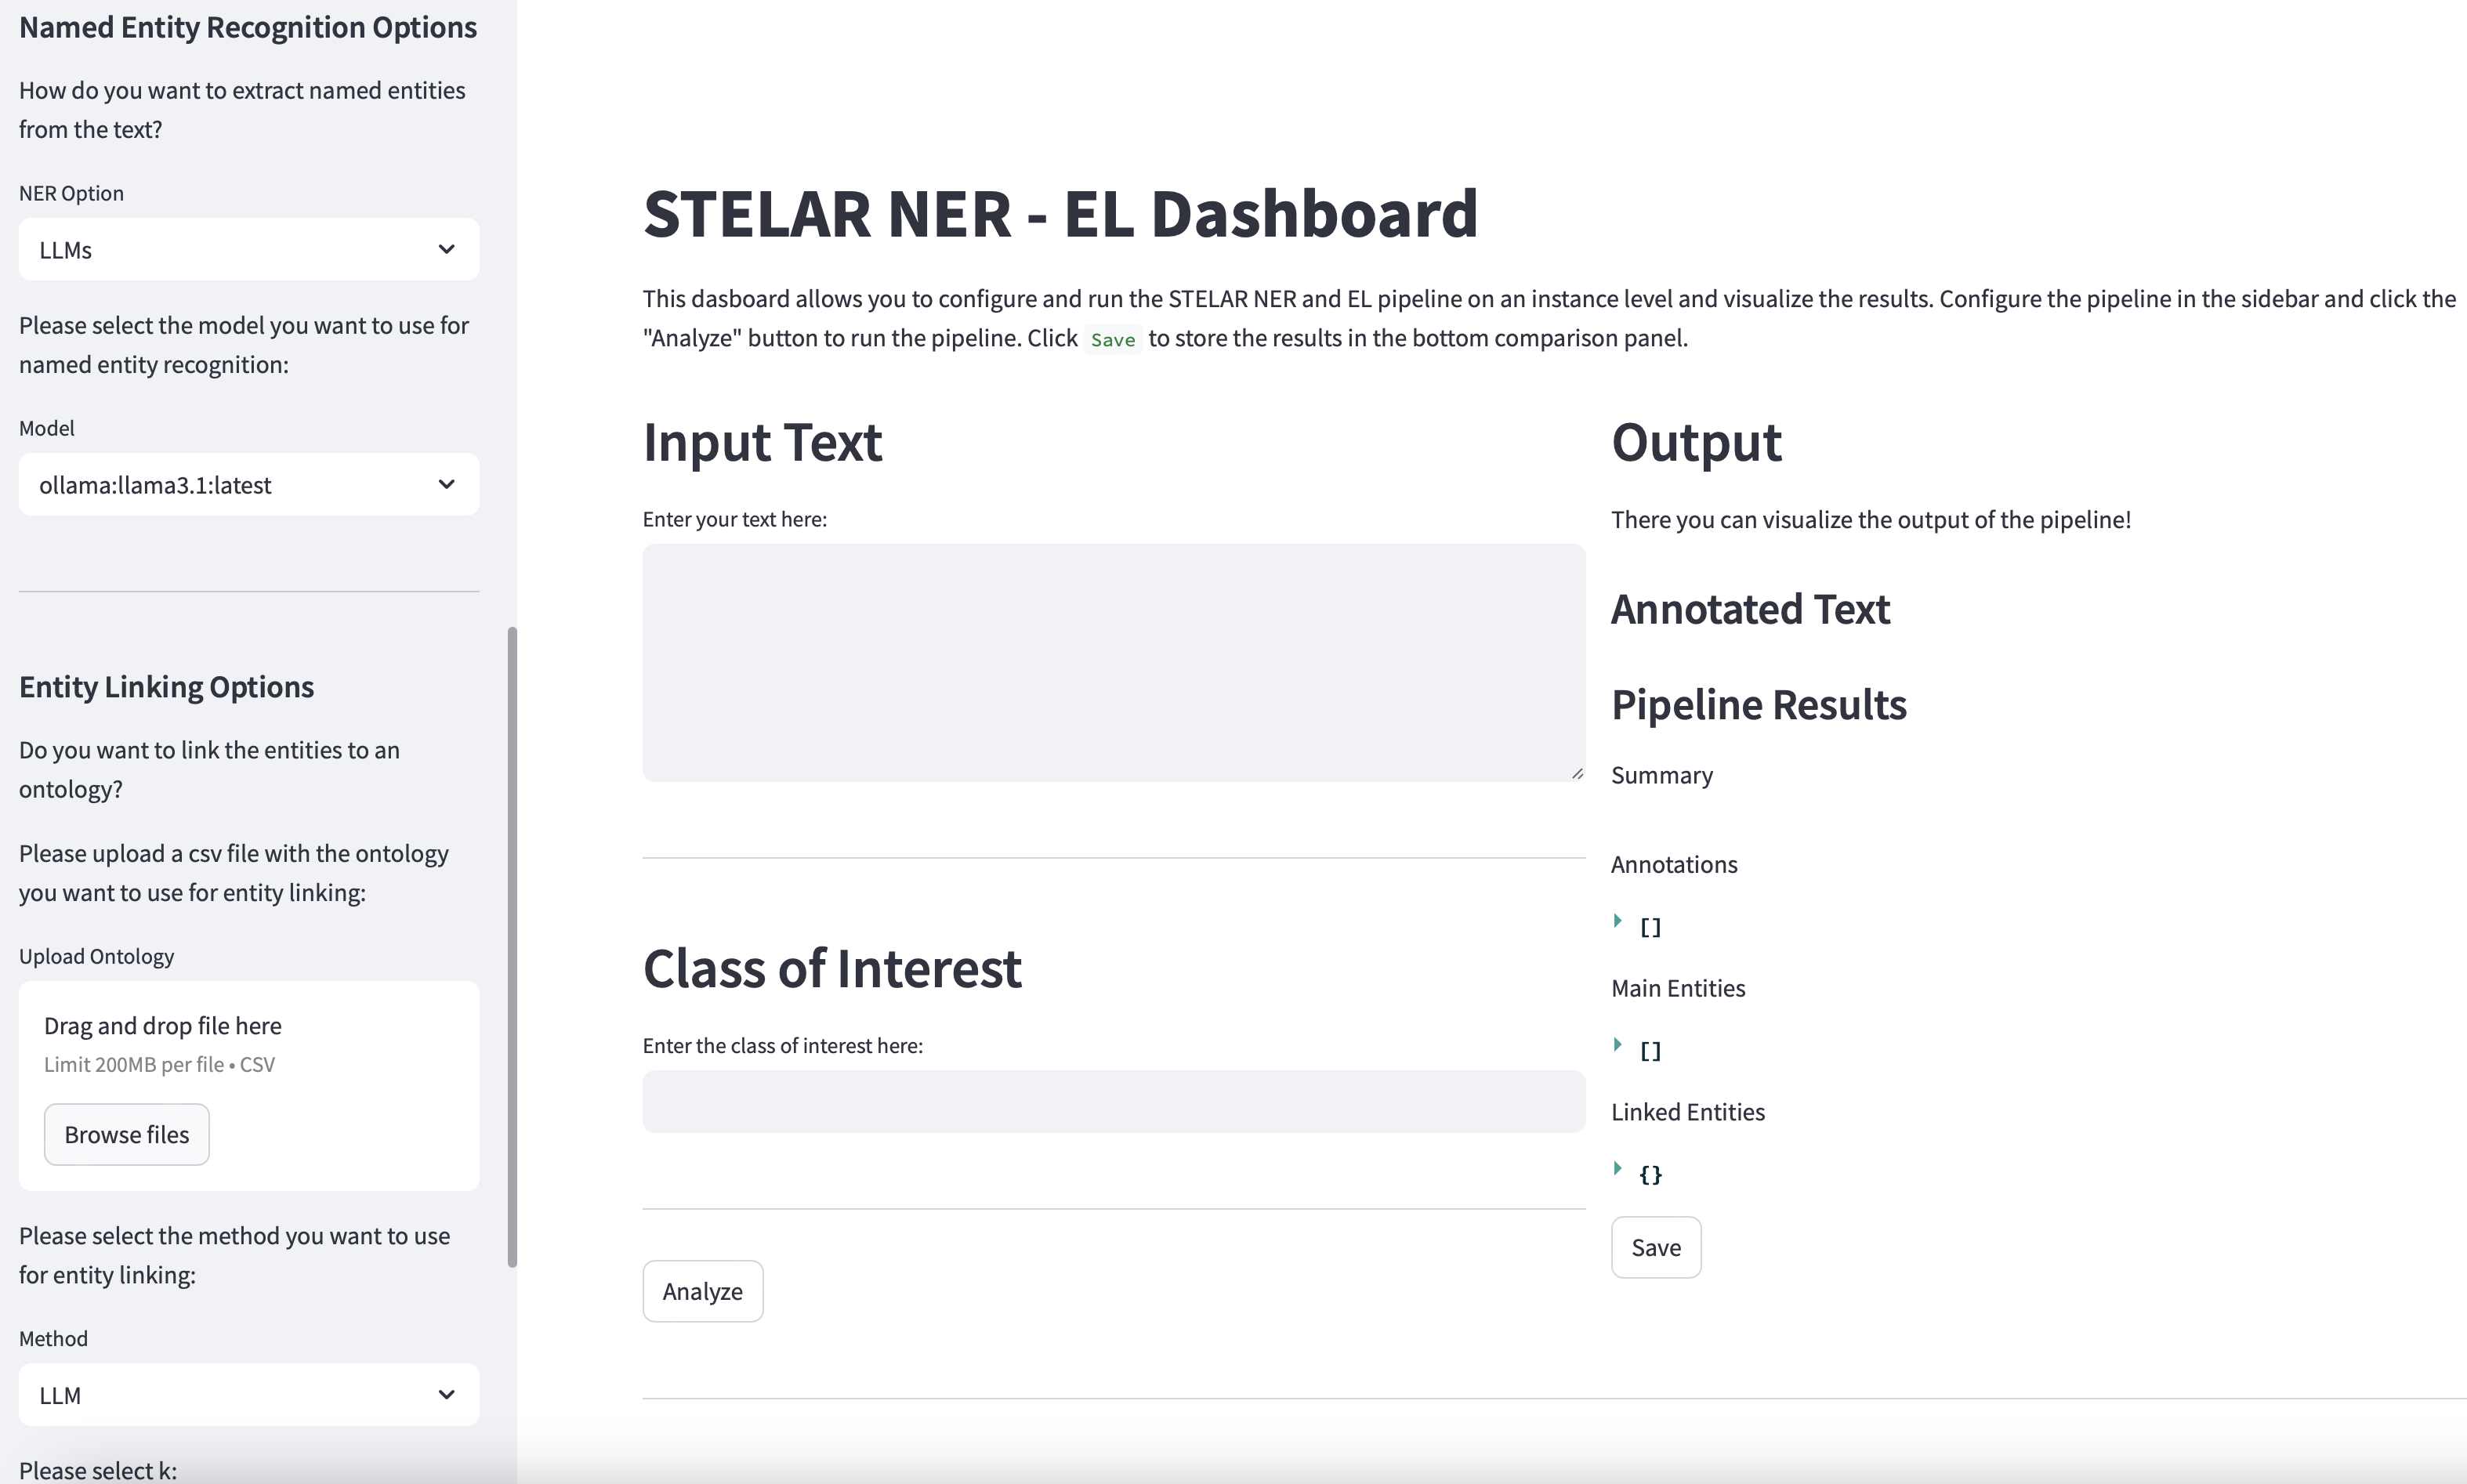 Named Entity Recognition Options
How do you want to extract named entities
from the text?
NER Option
LLMs
Please select the model you want to use for
named entity recognition:
Model
ollama:llama3.1:latest
Entity Linking Options
Do you want to link the entities to an
ontology?
Please upload a csv file with the ontology
you want to use for entity linking:
Upload Ontology
Drag and drop file here
Limit 200MB per file • CSV
Browse files
Please select the method you want to use
for entity linking:
Method
LLM
Please select k:
STELAR NER - EL Dashboard
This dasboard allows you to configure and run the STELAR NER and EL pipeline on an instance level and visualize the results. Configure the pipeline in the sidebar and click the
"Analyze" button to run the pipeline. Click Save to store the results in the bottom comparison panel.
Input Text
Enter your text here:
Class of Interest
Enter the class of interest here:
Analyze
Output
There you can visualize the output of the pipeline!
Annotated Text
Pipeline Results
Summary
Annotations
[]
Main Entities
[]
Linked Entities
{}
Save